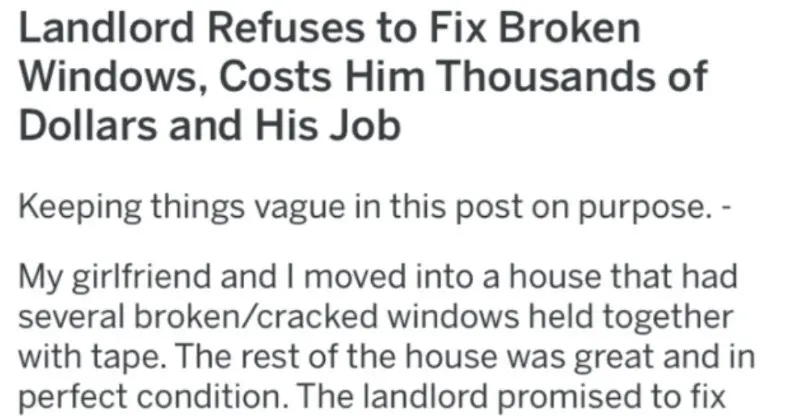 Landlord Refuses to Fix Broken
Windows, Costs Him Thousands of
Dollars and His Job
Keeping things vague in this post on purpose. -
My girlfriend and I moved into a house that had
several broken/cracked windows held together
with tape. The rest of the house was great and in
perfect condition. The landlord promised to fix